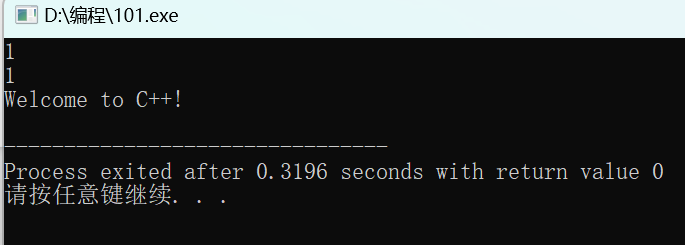 D:\编程\101.exe
1
1
Welcome to C++!
--------------------------------
Process exited after 0.3196 seconds with return value 0
请按任意键继续. . .